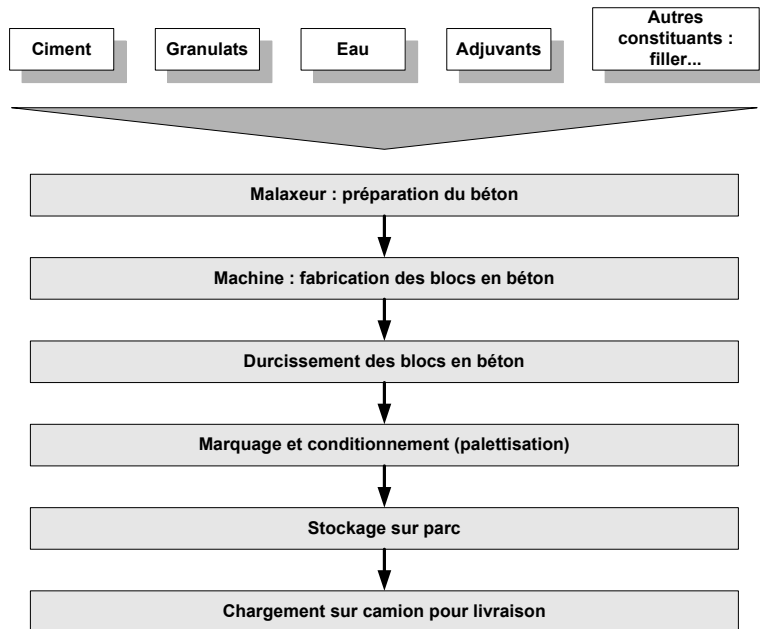 Ciment
Granulats
Eau
Adjuvants
Autres
constituants :
filler...
Malaxeur : préparation du béton
Machine : fabrication des blocs en béton
Durcissement des blocs en béton
Marquage et conditionnement (palettisation)
Stockage sur parc
Chargement sur camion pour livraison